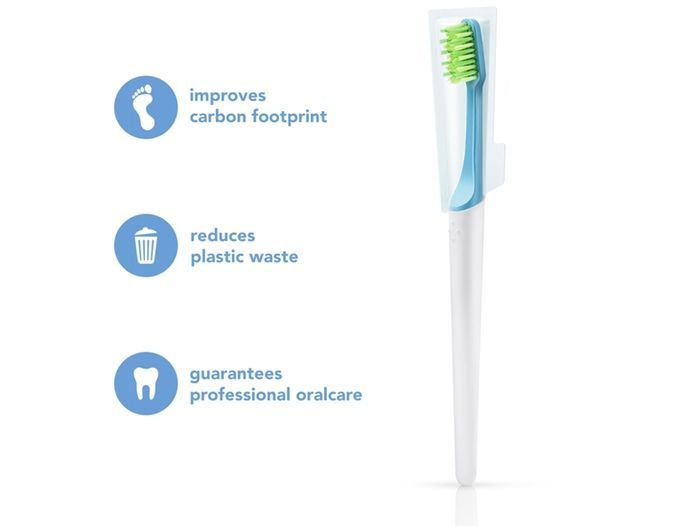 improves
carbon footprint
reduces
plastic waste
guarantees
professional oralcare